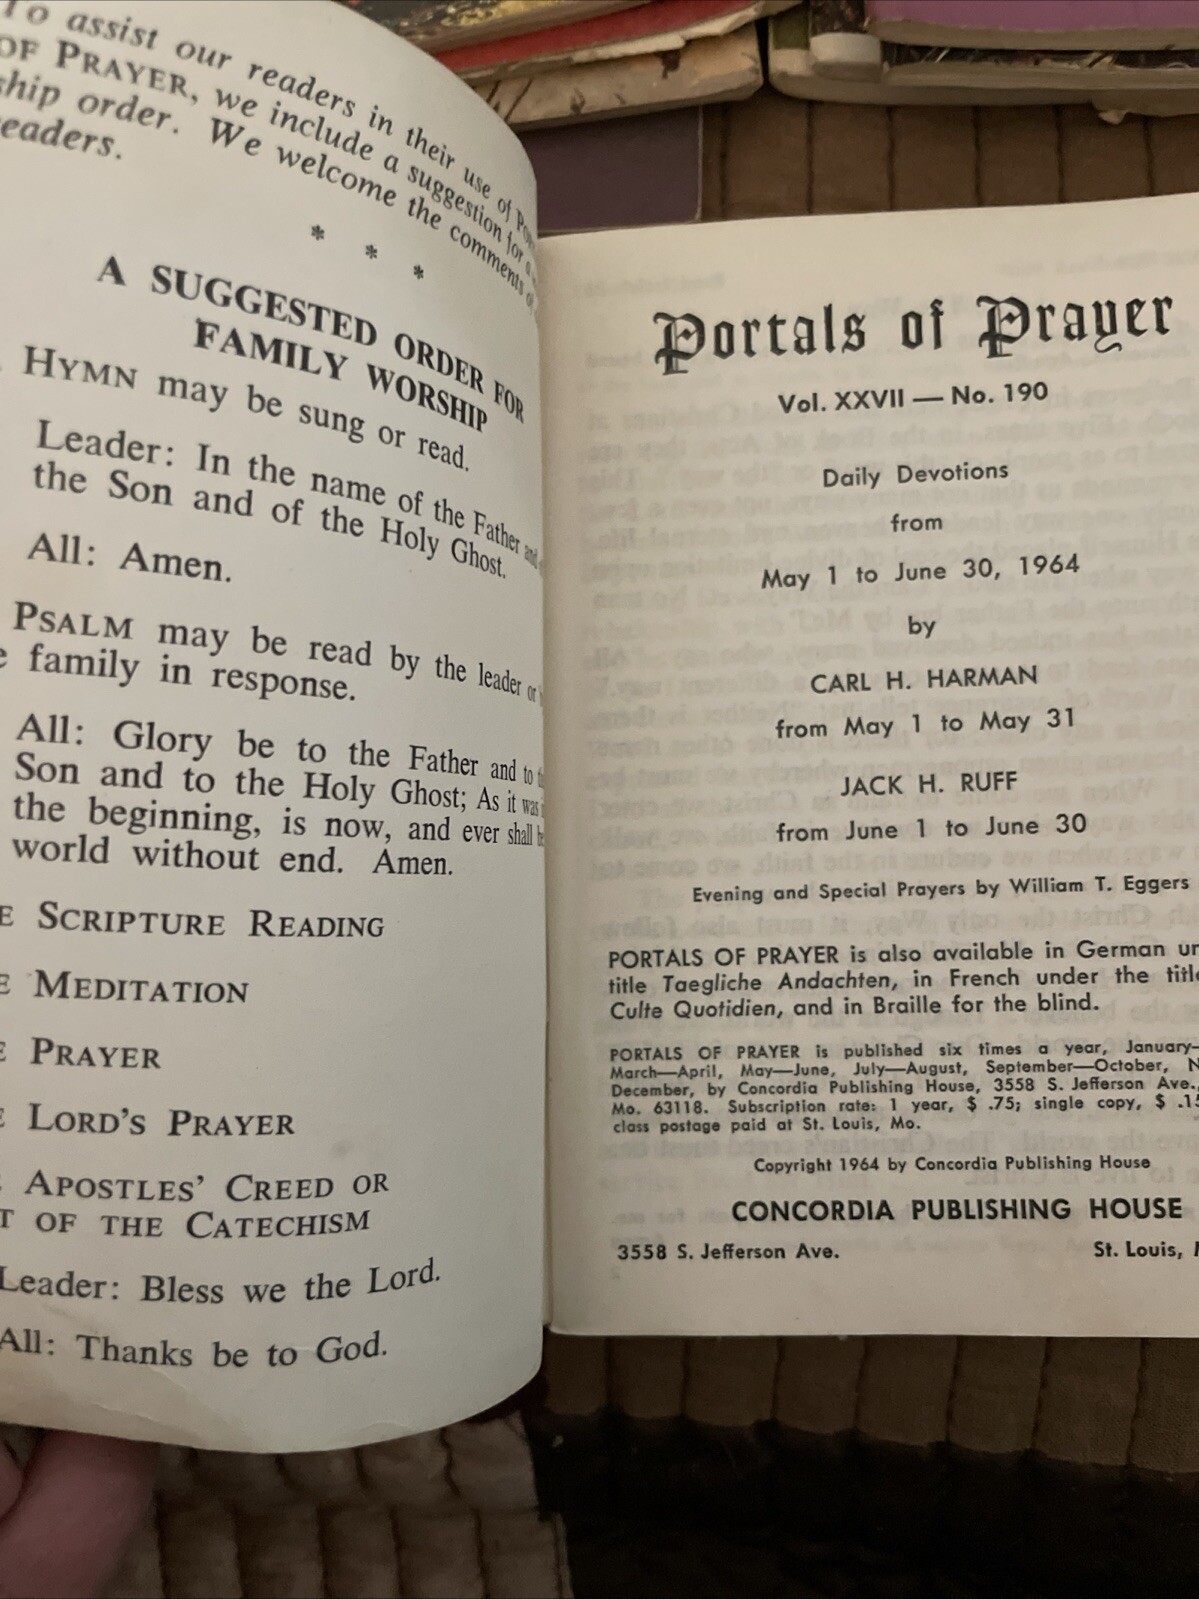 To assist our readers in their use of
OF PRAYER, we include a suggestion for a
ship order. We welcome the comments of
readers.
* * *
A SUGGESTED ORDER FOR
FAMILY WORSHIP
HYMN may be sung or read.
Leader: In the name of the Father and
the Son and of the Holy Ghost.
All: Amen.
PSALM may be read by the leader or
family in response.
All: Glory be to the Father and to
Son and to the Holy Ghost; As it was
the beginning, is now, and ever shall be
world without end. Amen.
E SCRIPTURE READING
E MEDITATION
E PRAYER
E LORD'S PRAYER
APOSTLES' CREED OR
T OF THE CATECHISM
Leader: Bless we the Lord.
All: Thanks be to God.
Portals of Prayer
Vol. XXVII — No. 190
Daily Devotions
from
May 1 to June 30, 1964
by
CARL H. HARMAN
from May 1 to May 31
JACK H. RUFF
from June 1 to June 30
Evening and Special Prayers by William T. Eggers
PORTALS OF PRAYER is also available in German un
title Taegliche Andachten, in French under the title
Culte Quotidien, and in Braille for the blind.
PORTALS OF PRAYER is published six times a year, January—
March—April, May—June, July—August, September—October, N
December, by Concordia Publishing House, 3558 S. Jefferson Ave.,
Mo. 63118. Subscription rate: 1 year, $ .75; single copy, $ .15
class postage paid at St. Louis, Mo.
Copyright 1964 by Concordia Publishing House
CONCORDIA PUBLISHING HOUSE
3558 S. Jefferson Ave. St. Louis, M